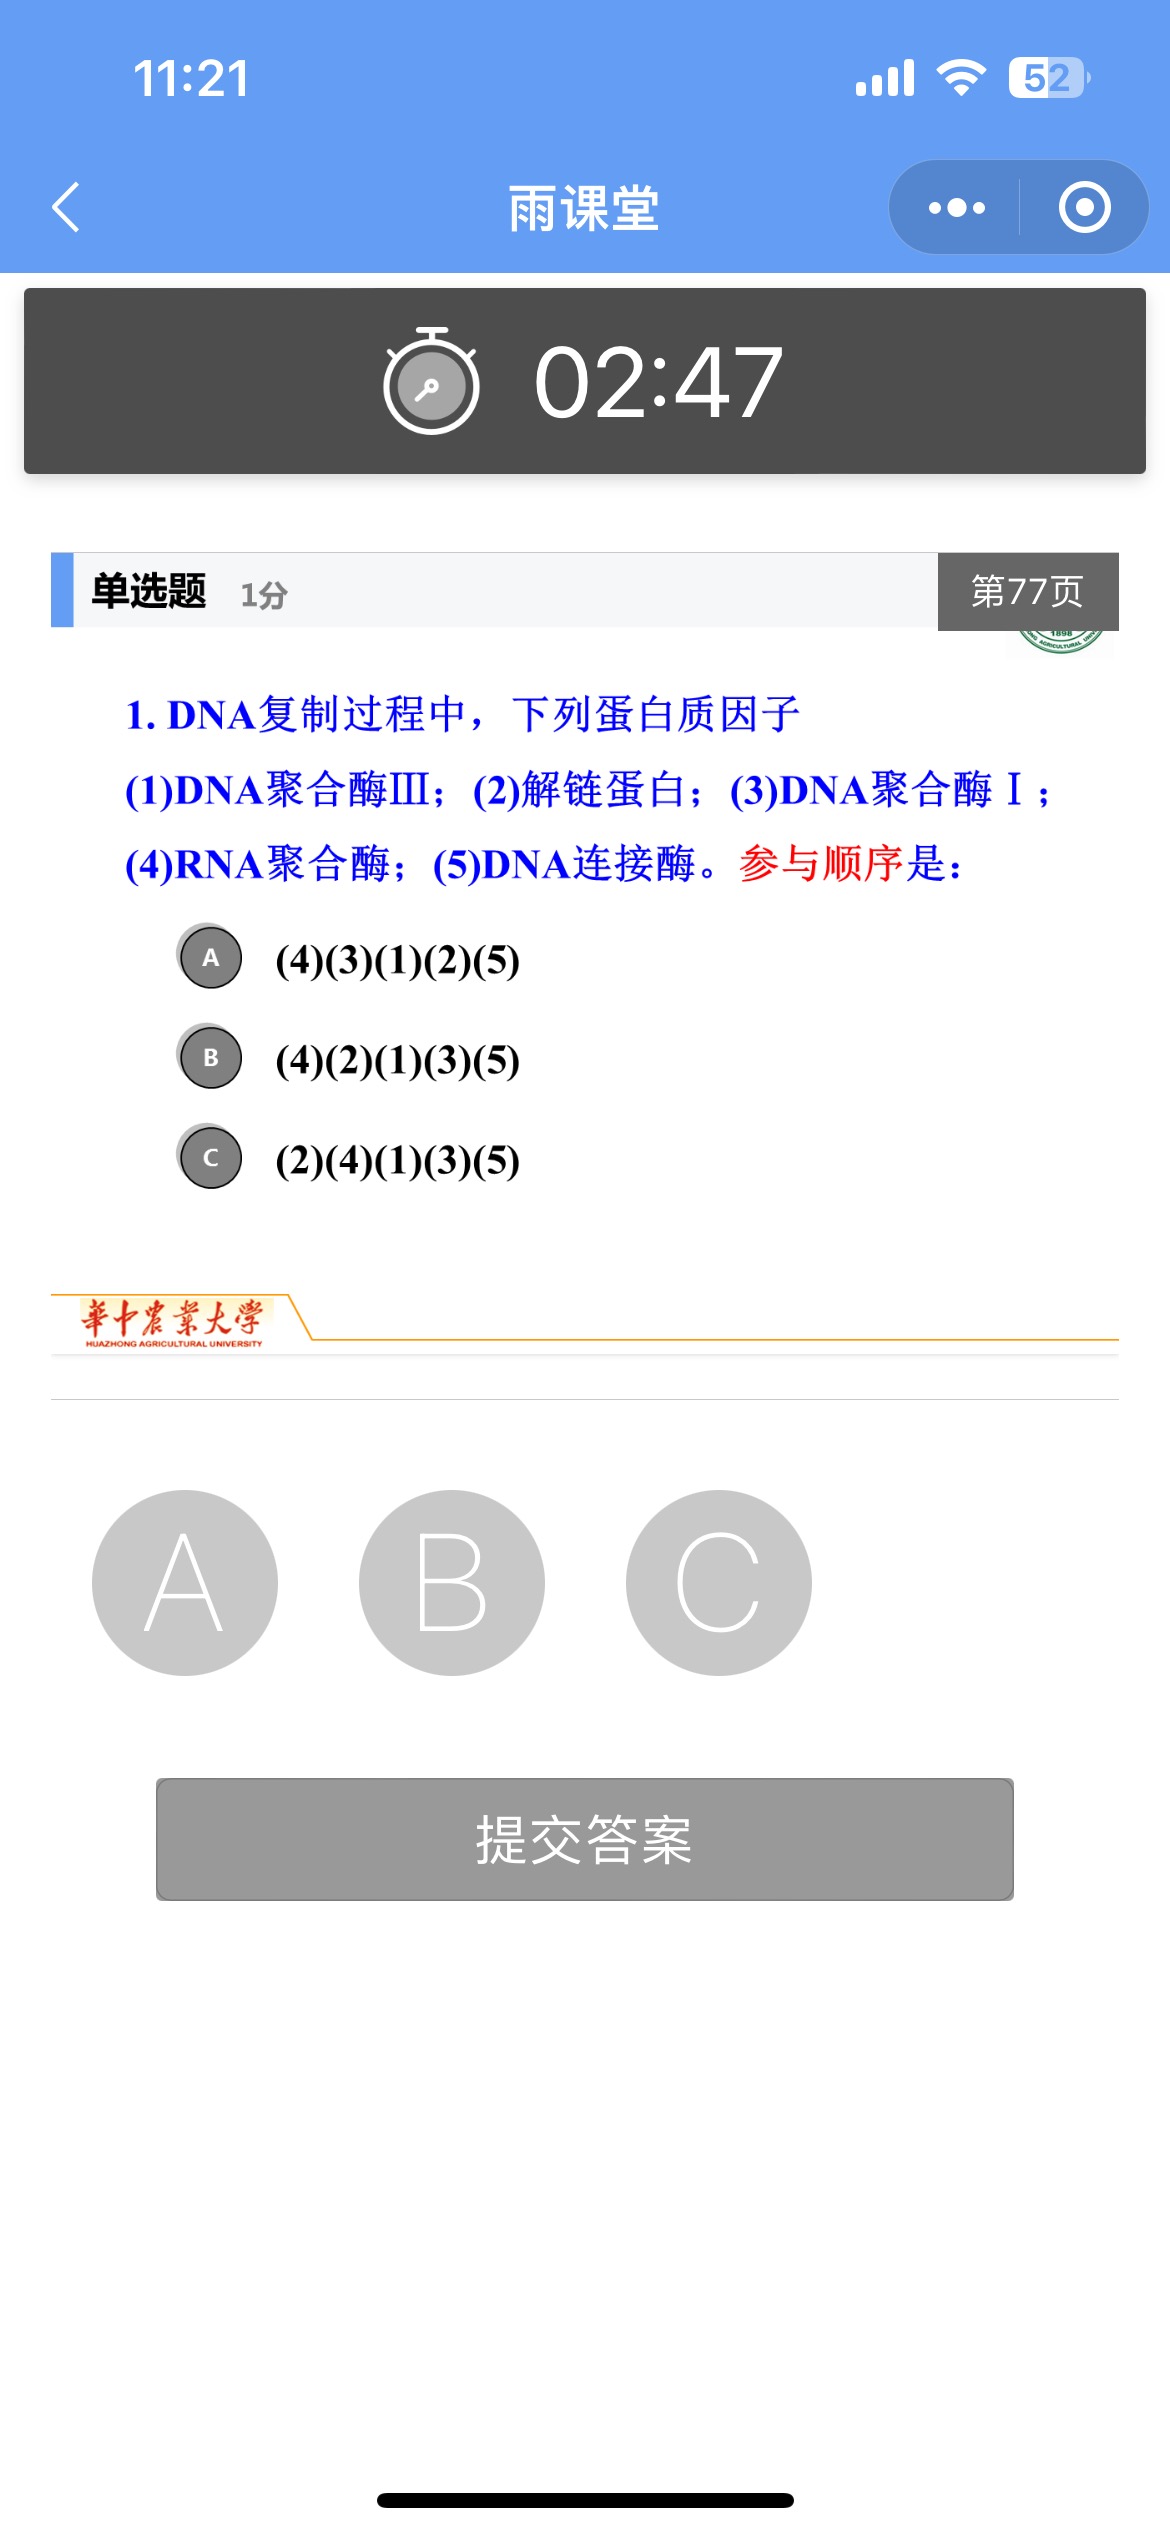 11:21
52
雨课堂
02:47
单选题 1分
第77页
1898
1. DNA复制过程中，下列蛋白质因子
(1)DNA聚合酶Ⅲ；(2)解链蛋白；(3)DNA聚合酶Ⅰ；
(4)RNA聚合酶；(5)DNA连接酶。参与顺序是：
A (4)(3)(1)(2)(5)
B (4)(2)(1)(3)(5)
C (2)(4)(1)(3)(5)
華中农業大学
HUAZHONG AGRICULTURAL UNIVERSITY
A B C
提交答案